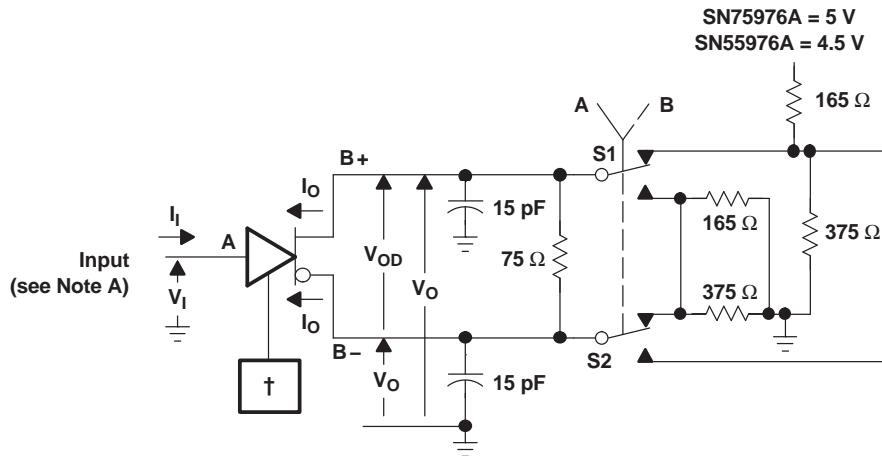 SN75976A = 5 V
SN55976A = 4.5 V
165 Ω
A
B
S1
B+
IO
II
A
15 pF
165 Ω
375 Ω
Input
(see Note A)
VI
VOD
VO
75 Ω
375 Ω
IO
B−
S2
†
VO
15 pF